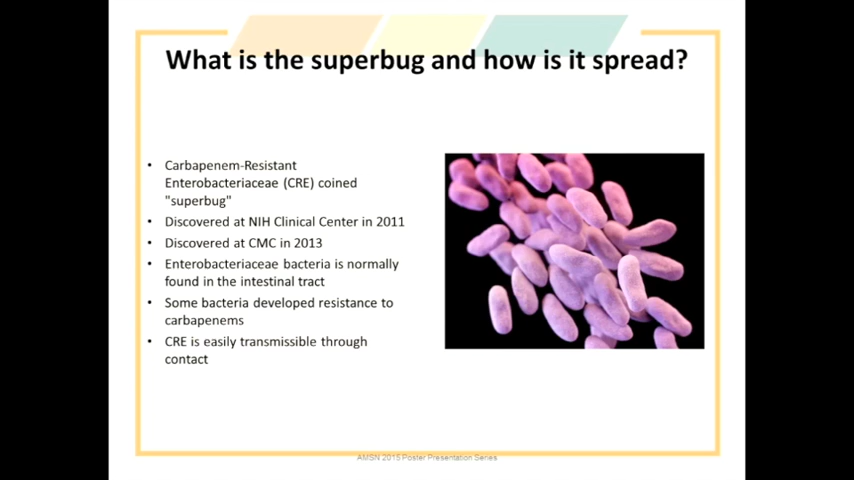 What is the superbug and how is it spread?
• Carbapenem-Resistant
Enterobacteriaceae (CRE) coined
"superbug"
• Discovered at NIH Clinical Center in 2011
• Discovered at CMC in 2013
• Enterobacteriaceae bacteria is normally
found in the intestinal tract
• Some bacteria developed resistance to
carbapenems
• CRE is easily transmissible through
contact
AMSN 2015 Poster Presentation Series